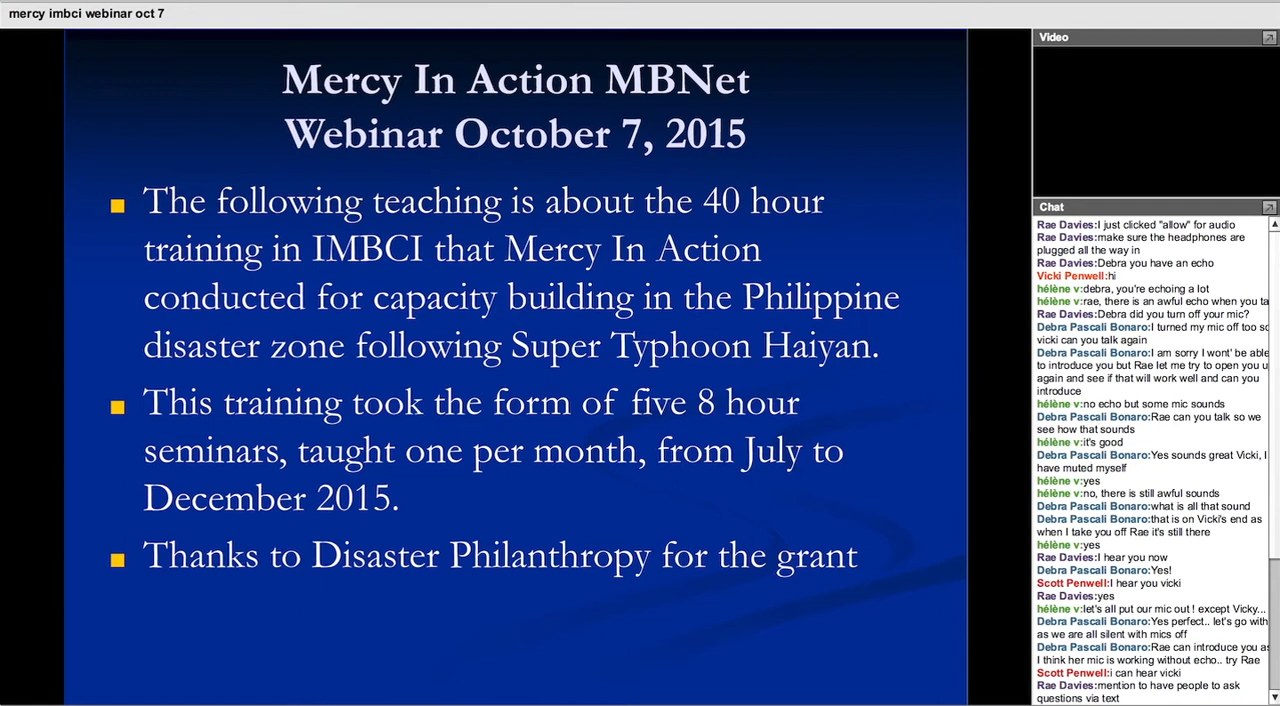 mercy imbci webinar oct 7
Mercy In Action MBNet
Webinar October 7, 2015
The following teaching is about the 40 hour
training in IMBCI that Mercy In Action
conducted for capacity building in the Philippine
disaster zone following Super Typhoon Haiyan.
This training took the form of five 8 hour
seminars, taught one per month, from July to
December 2015.
Thanks to Disaster Philanthropy for the grant
Video
Chat
Rae Davies:I just clicked "allow" for audio
Rae Davies:make sure the headphones are
plugged all the way in
Rae Davies:Debra you have an echo
Vicki Penwell:hi
hélène v:debra, you're echoing a lot
hélène v:rae, there is an awful echo when you ta
Rae Davies:Debra did you turn off your mic?
Debra Pascali Bonaro:I turned my mic off too so
vicki can you talk again
Debra Pascali Bonaro:I am sorry I wont' be able
to introduce you but Rae let me try to open you u
again and see if that will work well and can you
introduce
hélène v:no echo but some mic sounds
Debra Pascali Bonaro:Rae can you talk so we
see how that sounds
hélène v:it's good
Debra Pascali Bonaro:Yes sounds great Vicki, I
have muted myself
hélène v:yes
hélène v:no, there is still awful sounds
Debra Pascali Bonaro:what is all that sound
Debra Pascali Bonaro:that is on Vicki's end as
when I take you off Rae it's still there
hélène v:yes
Rae Davies:I hear you now
Debra Pascali Bonaro:Yes!
Scott Penwell:I hear you vicki
Rae Davies:yes
hélène v:let's all put our mic out ! except Vicky...
Debra Pascali Bonaro:Yes perfect.. let's go with
as we are all silent with mics off
Debra Pascali Bonaro:Rae can introduce you as
I think her mic is working without echo.. try Rae
Scott Penwell:i can hear vicki
Rae Davies:mention to have people to ask
questions via text